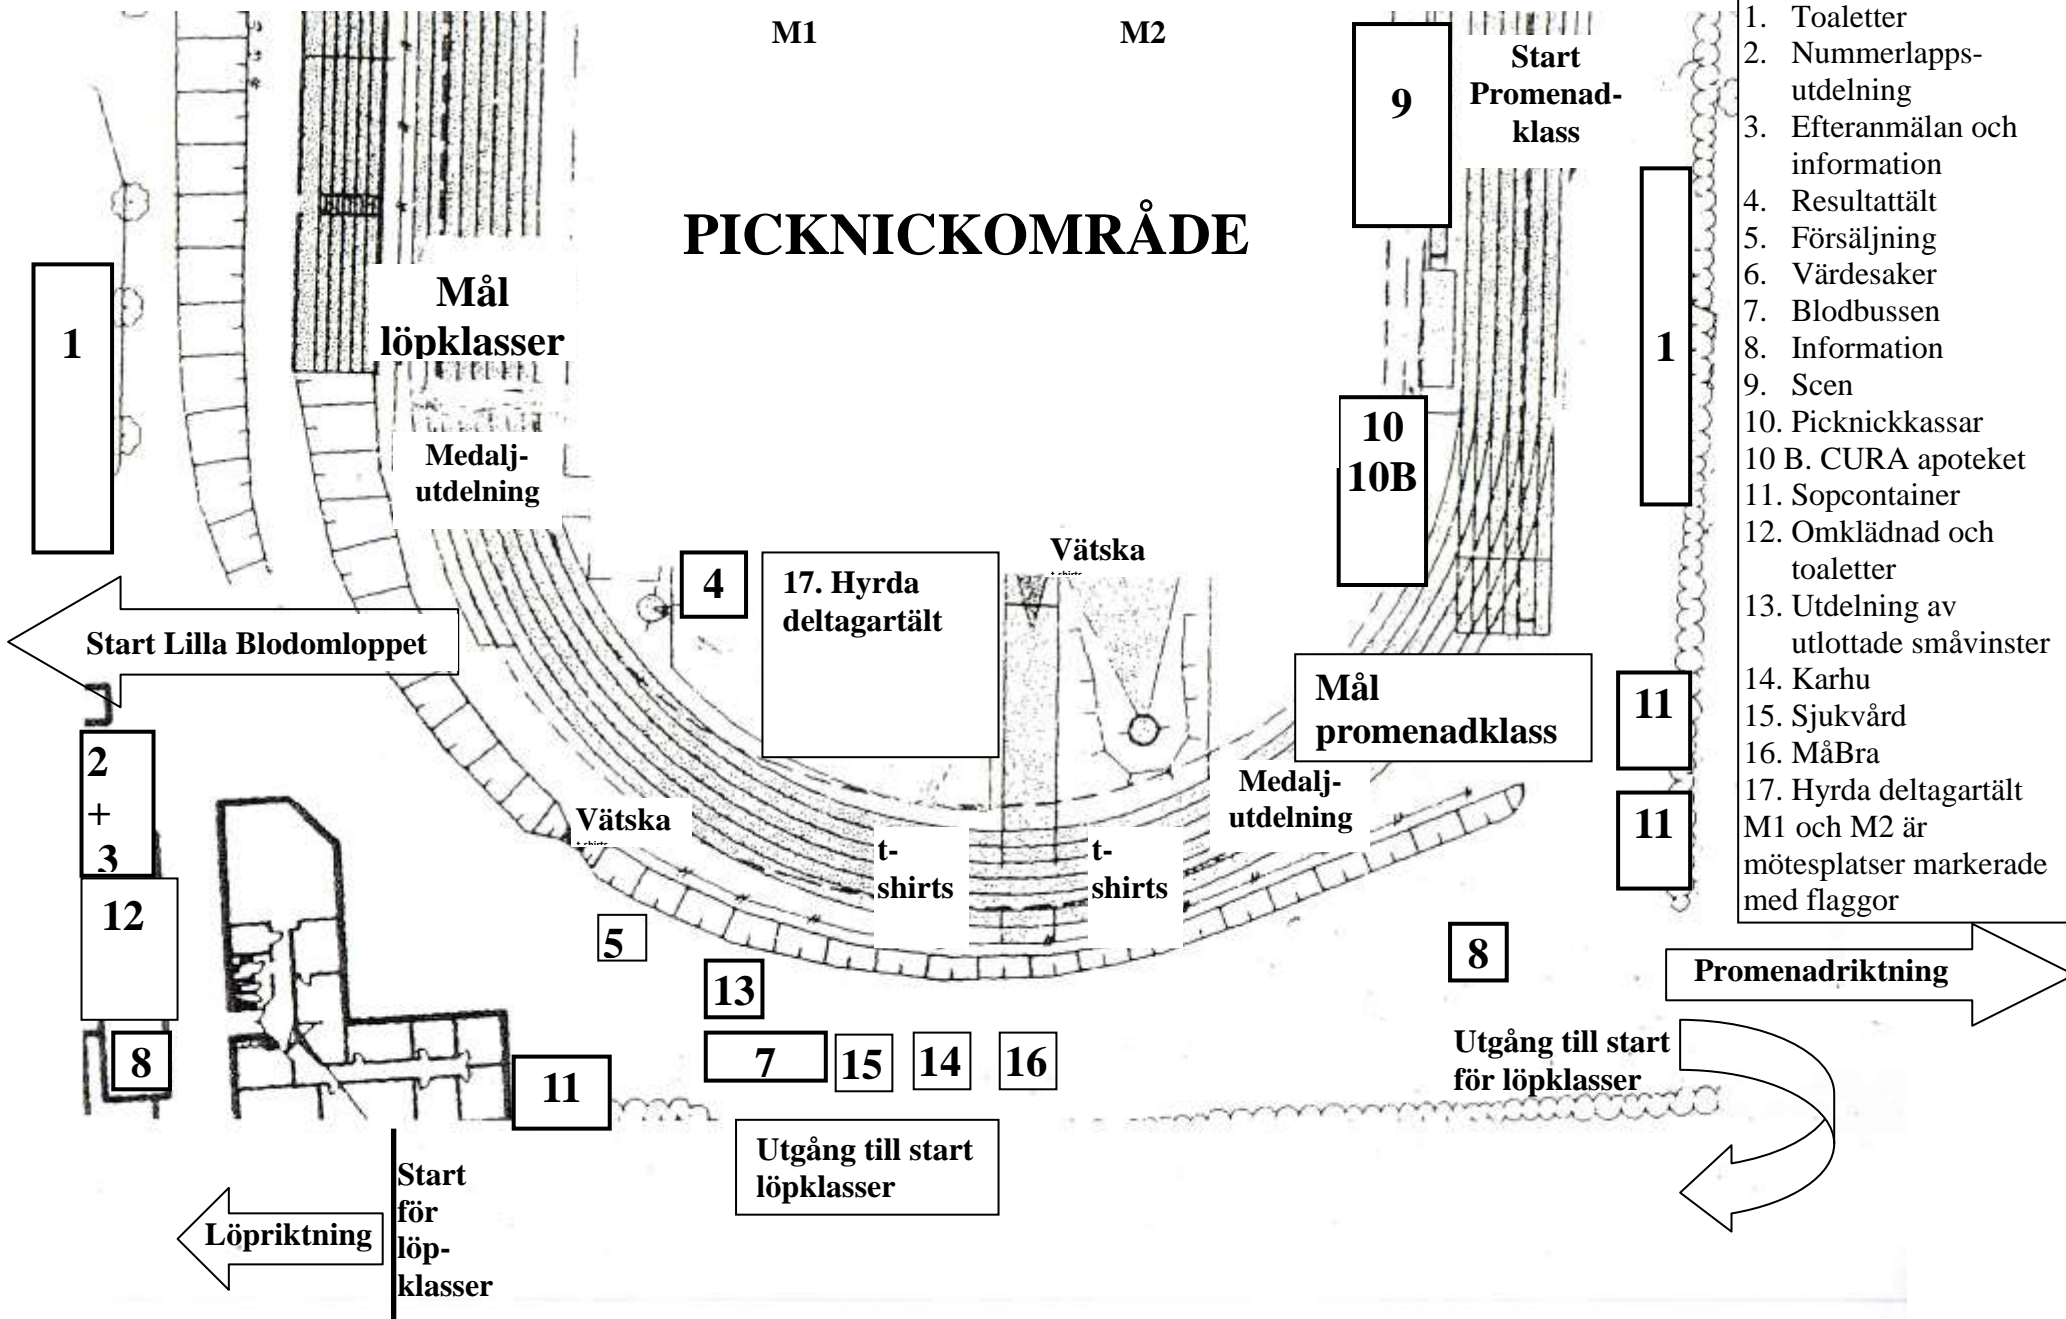 M1
M2
9
Start
Promenad-
klass
PICKNICKOMRÅDE
1
Mål
löpklasser
1
Medalj-
utdelning
10
10B
4
17. Hyrda
deltagartält
Vätska
t-shirts
Start Lilla Blodomloppet
Mål
promenadklass
11
2
+
3
Medalj-
utdelning
11
Vätska
t-shirts
t-
shirts
t-
shirts
12
5
8
13
8
7
15
14
16
11
Utgång till start
för löpklasser
Promenadriktning
Utgång till start
löpklasser
Start
för
löp-
klasser
Löpriktning
1. Toaletter
2. Nummerlapps-
utdelning
3. Efteranmälan och
information
4. Resultattält
5. Försäljning
6. Värdesaker
7. Blodbussen
8. Information
9. Scen
10. Picknickkassar
10 B. CURA apoteket
11. Sopcontainer
12. Omklädnad och
toaletter
13. Utdelning av
utlottade småvinster
14. Karhu
15. Sjukvård
16. MåBra
17. Hyrda deltagartält
M1 och M2 är
mötesplatser markerade
med flaggor